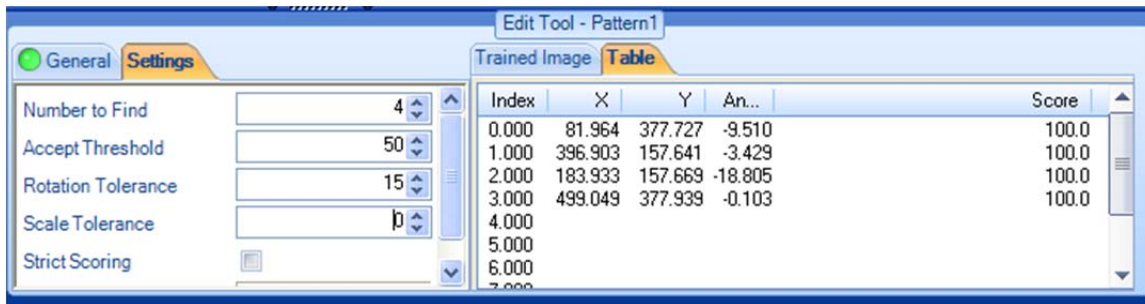 Edit Tool - Pattern1
General Settings
Number to Find 4
Accept Threshold 50
Rotation Tolerance 15
Scale Tolerance 0
Strict Scoring
Trained Image Table
Index X Y An... Score
0.000 81.964 377.727 -9.510 100.0
1.000 396.903 157.641 -3.429 100.0
2.000 183.933 157.669 -18.805 100.0
3.000 499.049 377.939 -0.103 100.0
4.000
5.000
6.000